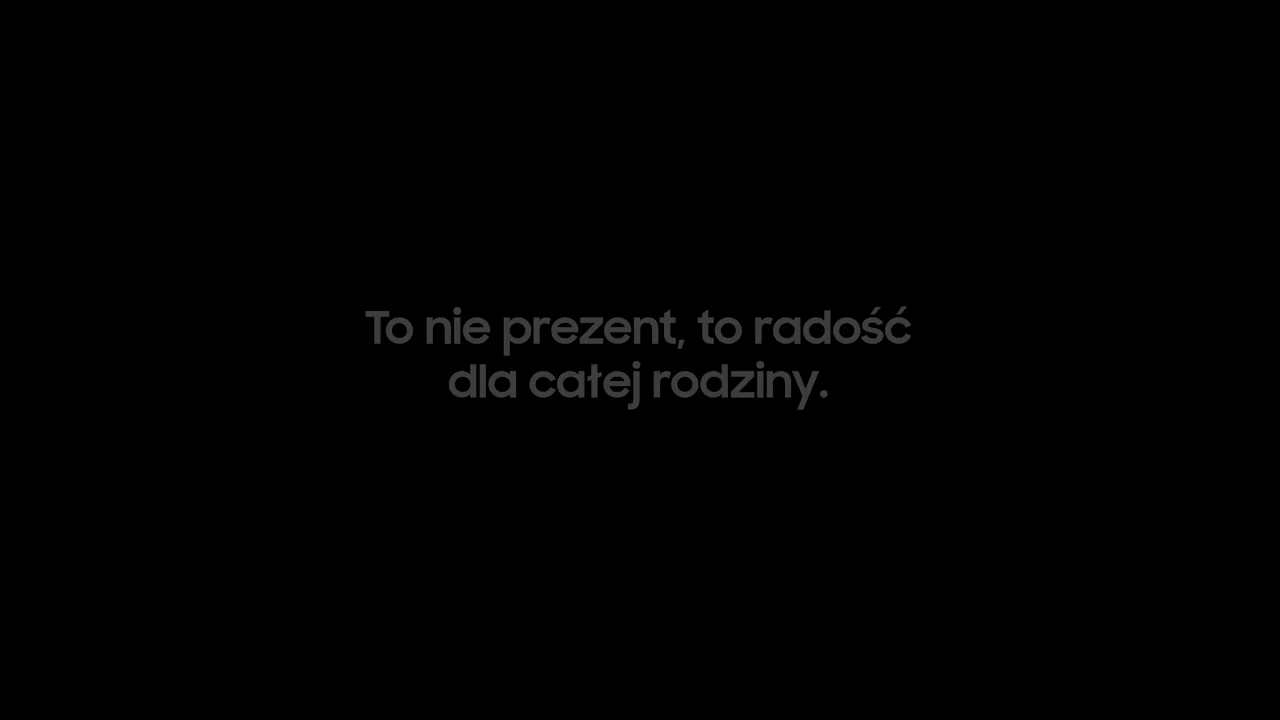 To nie prezent, to radość
dla całej rodziny.